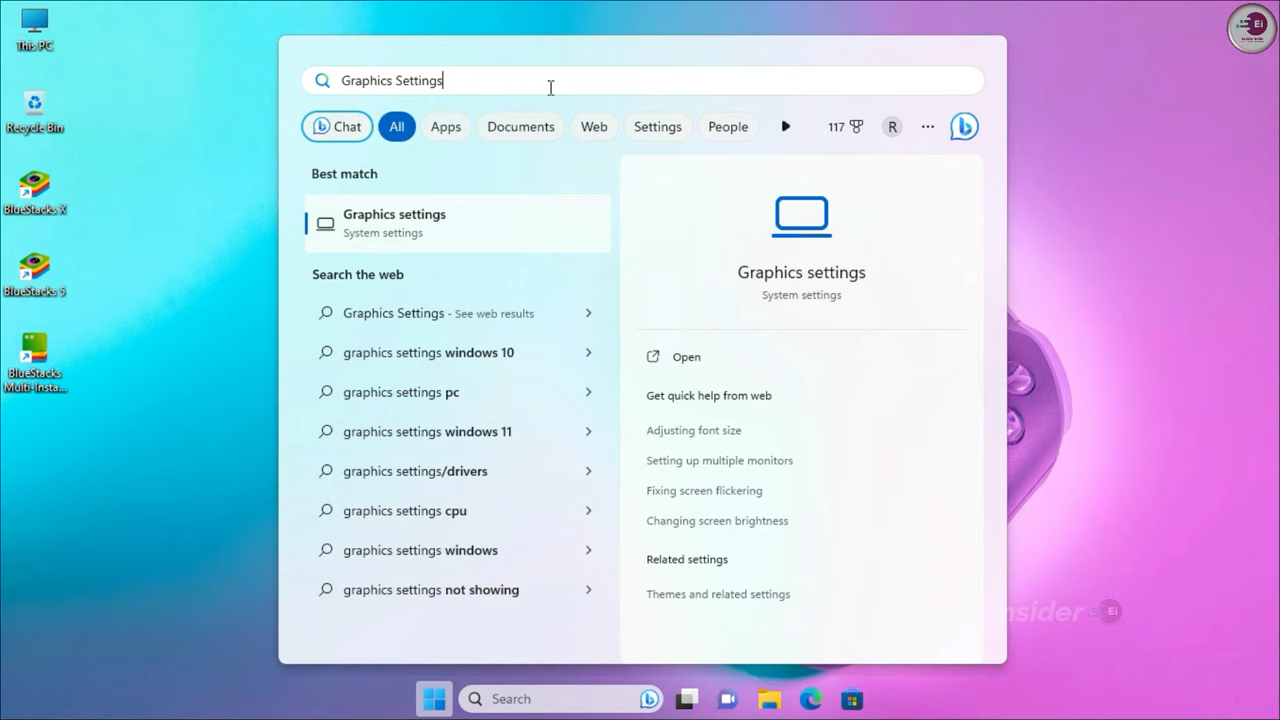 This PC
Recycle Bin
BlueStacks X
BlueStacks 5
BlueStacks
Multi-Insta...
Graphics Settings
Chat
All
Apps
Documents
Web
Settings
People
117
R
Best match
Graphics settings
System settings
Search the web
Graphics Settings - See web results
graphics settings windows 10
graphics settings pc
graphics settings windows 11
graphics settings/drivers
graphics settings cpu
graphics settings windows
graphics settings not showing
Graphics settings
System settings
Open
Get quick help from web
Adjusting font size
Setting up multiple monitors
Fixing screen flickering
Changing screen brightness
Related settings
Themes and related settings
Ei
nsider Ei
Search